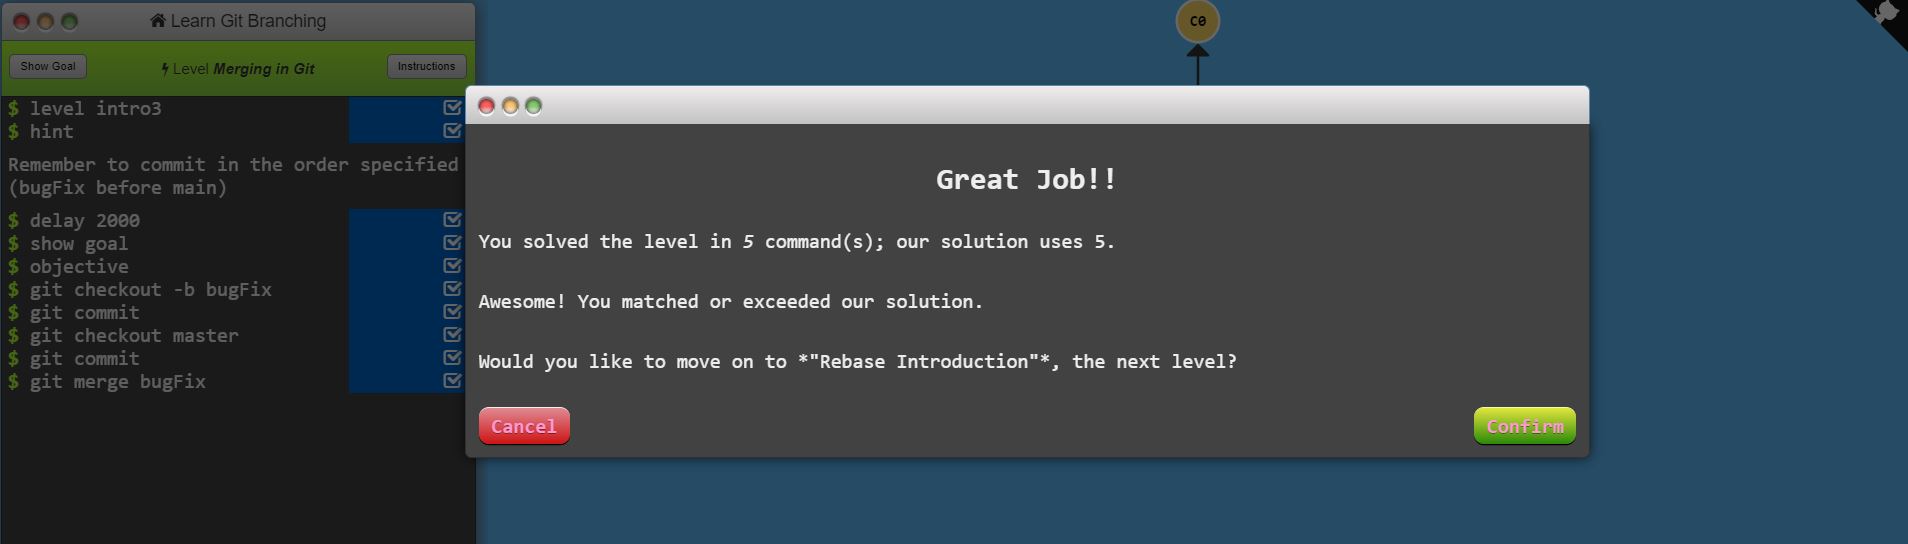 Learn Git Branching
Show Goal
Level Merging in Git
Instructions
$ level intro3
$ hint
Remember to commit in the order specified
(bugFix before main)
$ delay 2000
$ show goal
$ objective
$ git checkout -b bugFix
$ git commit
$ git checkout master
$ git commit
$ git merge bugFix
C0
Great Job!!
You solved the level in 5 command(s); our solution uses 5.
Awesome! You matched or exceeded our solution.
Would you like to move on to *"Rebase Introduction"*, the next level?
Cancel
Confirm